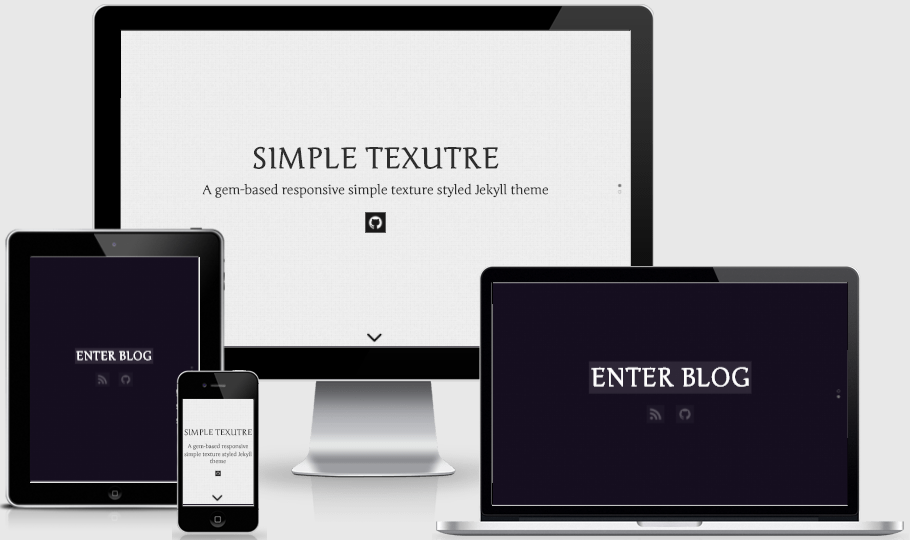 SIMPLE TEXUTRE
A gem-based responsive simple texture styled Jekyll theme
ENTER BLOG
SIMPLE TEXUTRE
A gem-based responsive
simple texture styled Jekyll
theme
ENTER BLOG